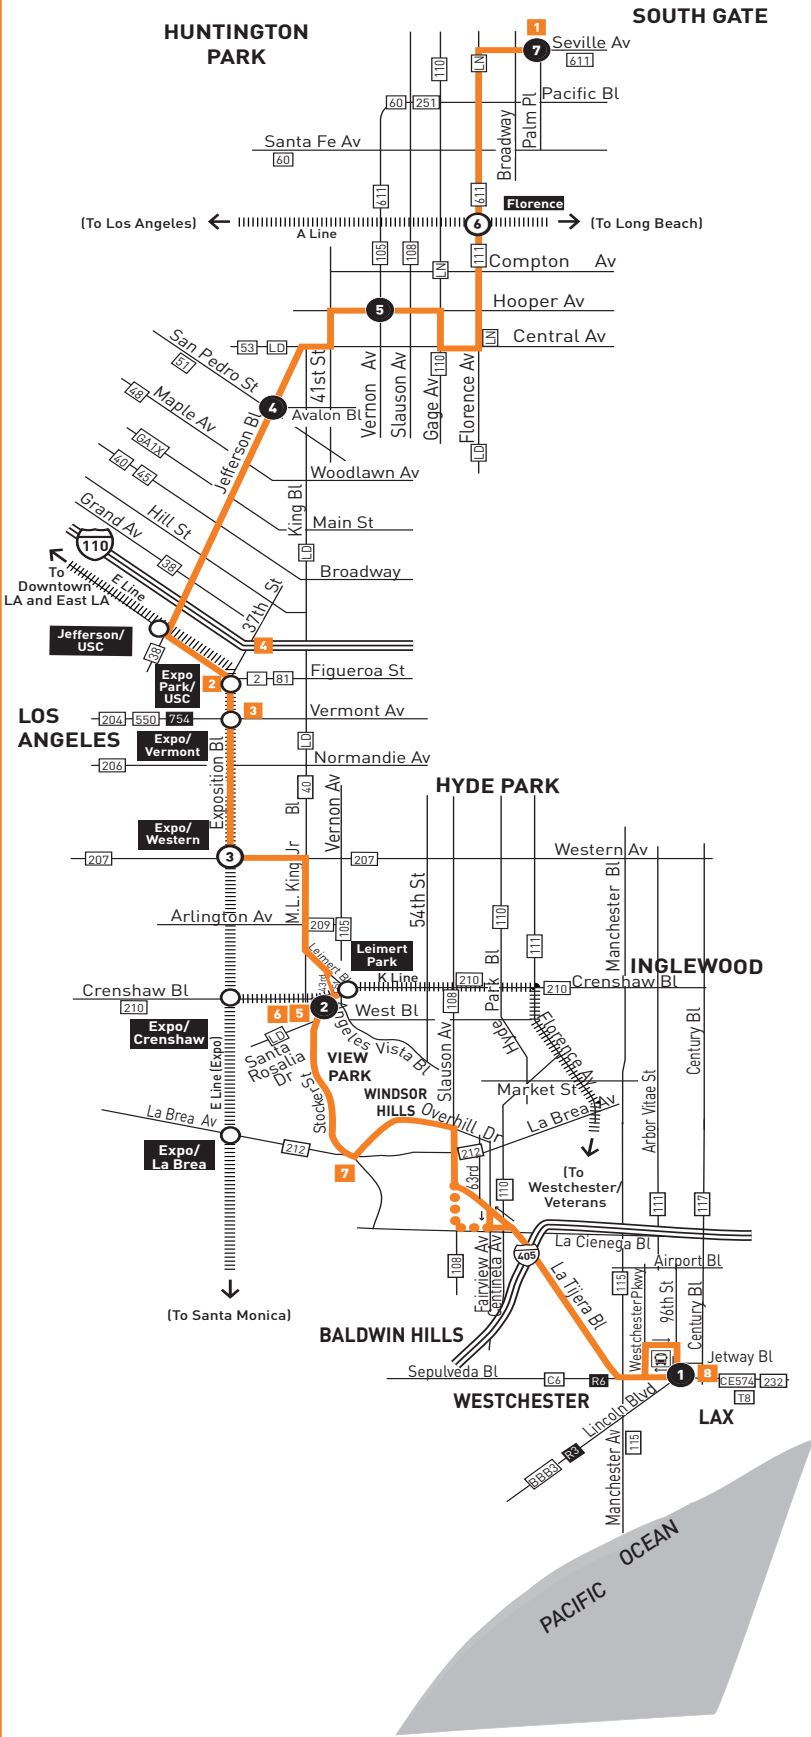 SOUTH GATE
HUNTINGTON
PARK
1
7
Seville Av
611
LN
110
Pacific Bl
60
251
Broadway
Palm Pl
Santa Fe Av
60
611
611
Florence
(To Los Angeles)
A Line
6
(To Long Beach)
105
108
LN
111
Compton Av
Hooper Av
5
LN
Central Av
53
LD
San Pedro St
51
41st St
Vernon Av
Slauson Av
110
Gage Av
Florence Av
LD
48
Maple Av
4
Avalon Bl
Jefferson Bl
GA1X
40
45
Woodlawn Av
Grand Av
Hill St
King Bl
Main St
110
38
LD
Broadway
To
Downtown
LA and East LA
E Line
37th St
Jefferson/
USC
38
4
Expo
Park/
USC
2
2
81
Figueroa St
LOS
ANGELES
204
550
754
3
Vermont Av
Expo/
Vermont
Exposition Bl
LD
206
Normandie Av
40
Vernon Av
HYDE PARK
Expo/
Western
M.L. King Jr Bl
207
3
207
Western Av
54th St
Manchester Bl
Arlington Av
209
105
110
111
Leimert Bl
43rd
Leimert
Park
K Line
210
Park Bl
Hyde
INGLEWOOD
Crenshaw Bl
210
210
Crenshaw Bl
108
Expo/
Crenshaw
6
5
2
West Bl
Angeles Vista Bl
Florence Av
Century Bl
LD
Santa
Rosalia
Dr
VIEW
PARK
Slauson Av
E Line (Expo)
Stocker St
WINDSOR
HILLS
Market St
Arbor Vitae St
La Brea Av
Overhill Dr
La Brea Av
Expo/
La Brea
212
212
7
63rd
110
(To
Westchester/
Veterans
111
117
108
Fairview Av
Centinela Av
405
La Cienega Bl
Airport Bl
La Tijera Bl
115
Westchester Pkwy
96th St
Century Bl
(To Santa Monica)
BALDWIN HILLS
Jetway Bl
Sepulveda Bl
C6
R6
1
8
CE574
232
T8
WESTCHESTER
LAX
Lincoln Blvd
R3
BBB3
Manchester Av
115
PACIFIC OCEAN